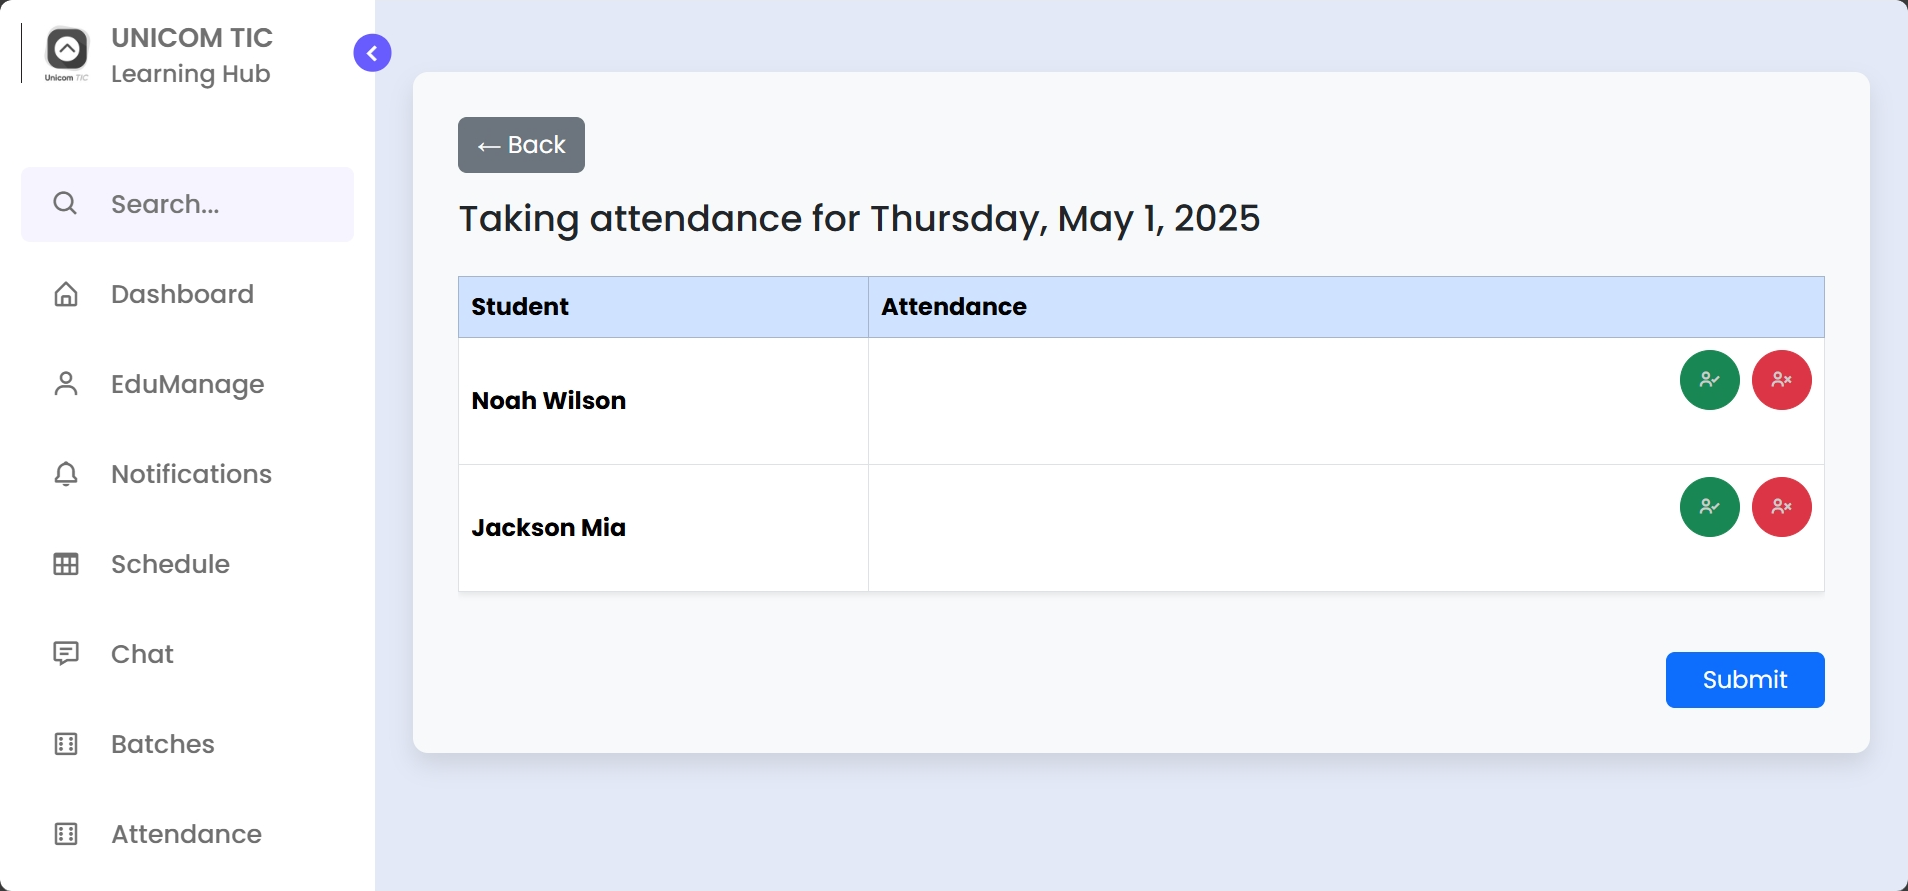 UNICOM TIC
Learning Hub
Unicom TIC
Search...
Dashboard
EduManage
Notifications
Schedule
Chat
Batches
Attendance
← Back
Taking attendance for Thursday, May 1, 2025
Student Attendance
Noah Wilson
Jackson Mia
Submit